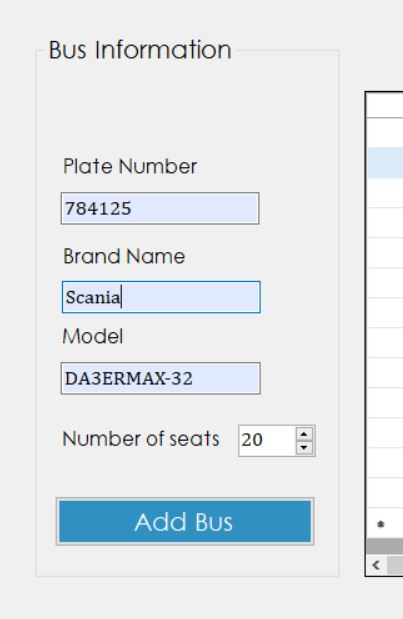 Bus Information
Plate Number
784125
Brand Name
Scania
Model
DA3ERMAX-32
Number of seats 20
Add Bus